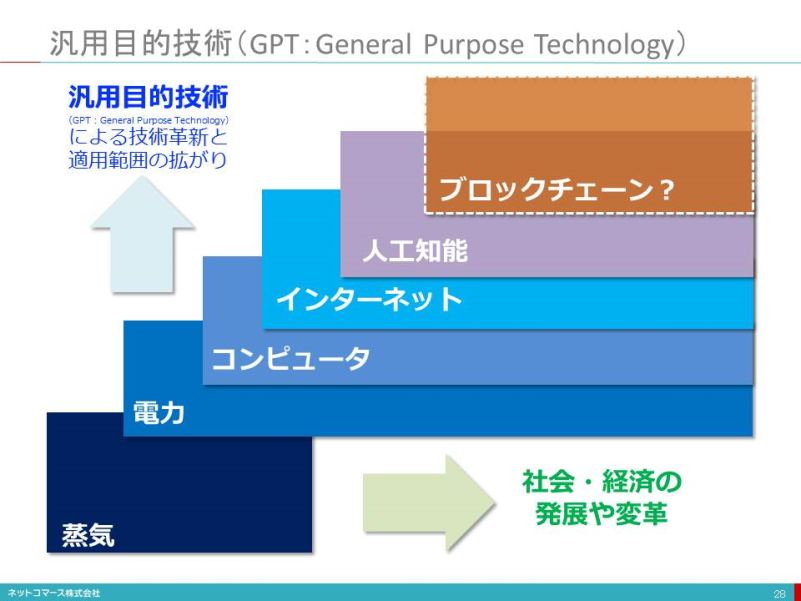 汎用目的技術（GPT：General Purpose Technology）
汎用目的技術
（GPT：General Purpose Technology）
による技術革新と
適用範囲の拡がり
ブロックチェーン？
人工知能
インターネット
コンピュータ
電力
蒸気
社会・経済の
発展や変革
ネットコマース株式会社
28